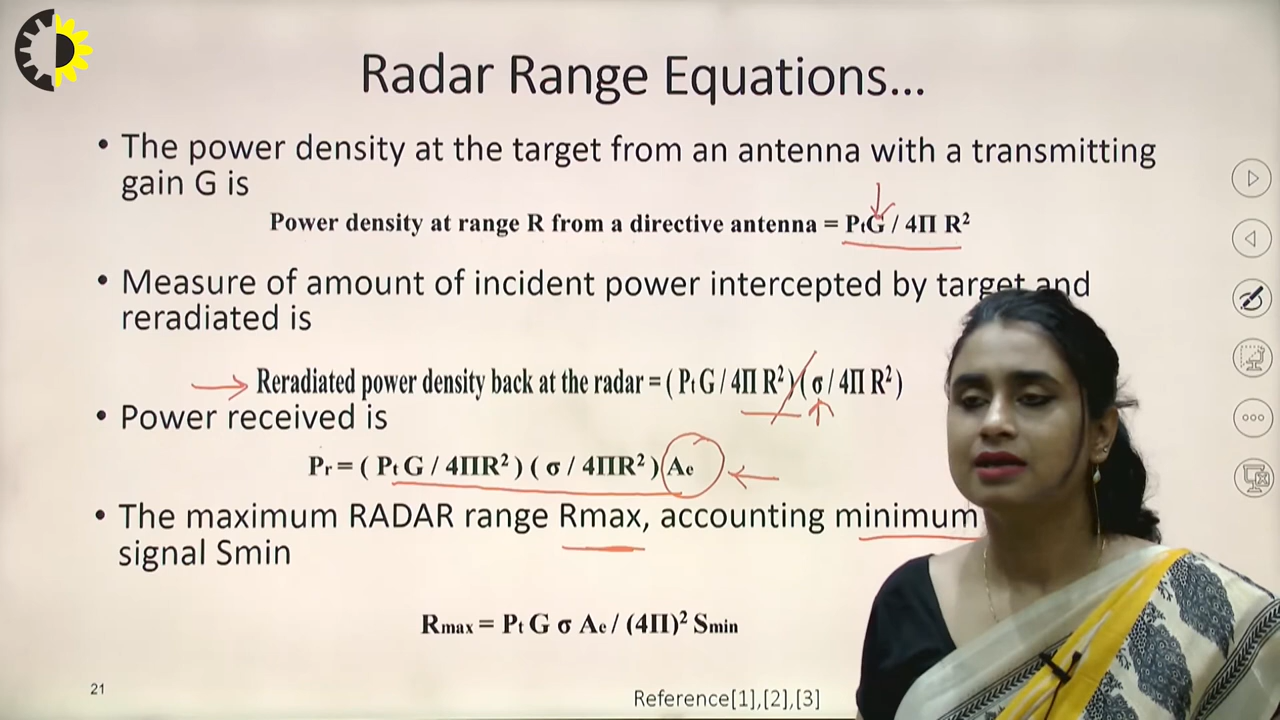 Radar Range Equations...
• The power density at the target from an antenna with a transmitting
gain G is
Power density at range R from a directive antenna = PtG / 4Π R²
• Measure of amount of incident power intercepted by target and
reradiated is
Reradiated power density back at the radar = ( Pt G / 4Π R² ) ( σ / 4Π R² )
• Power received is
Pr = ( Pt G / 4ΠR² ) ( σ / 4ΠR² ) Ae
• The maximum RADAR range Rmax, accounting minimum
signal Smin
Rmax = Pt G σ Ae / (4Π)² Smin
21
Reference[1],[2],[3]